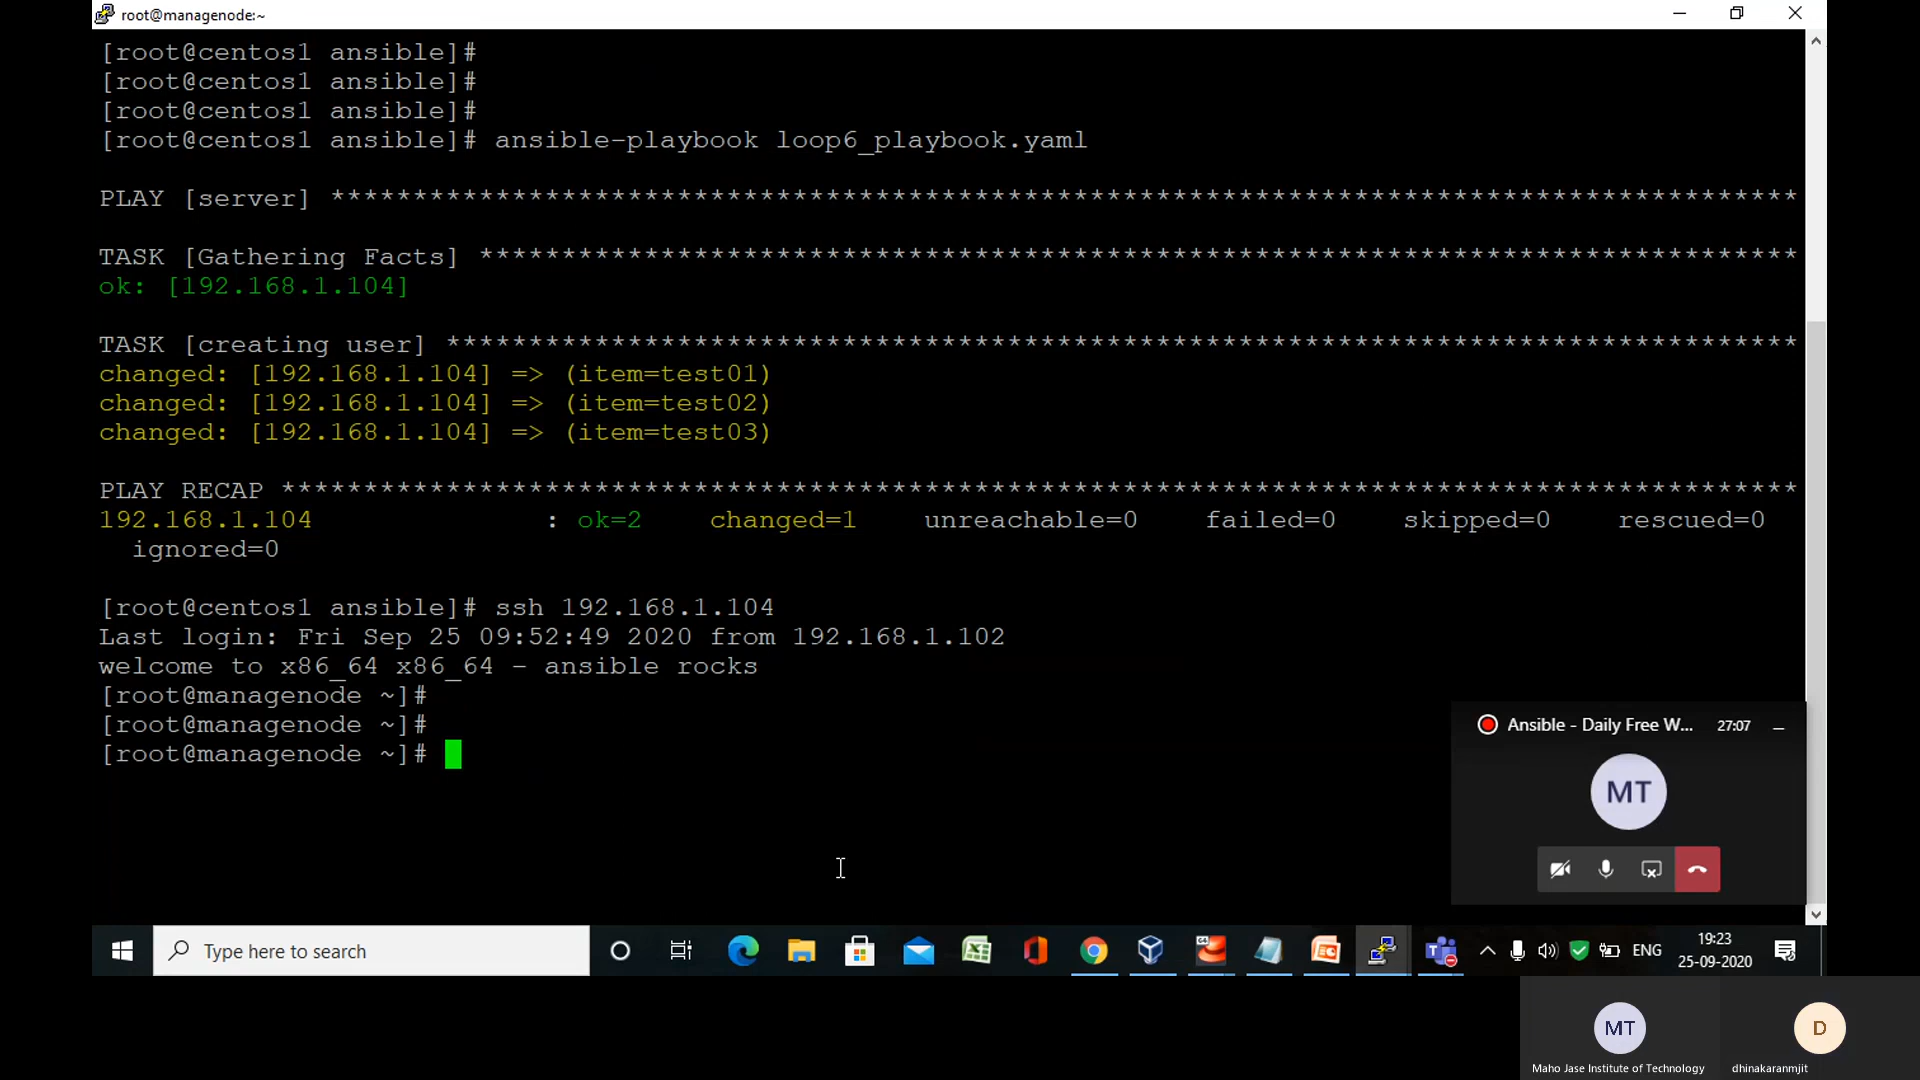 root@managenode:~
[root@centos1 ansible]#
[root@centos1 ansible]#
[root@centos1 ansible]#
[root@centos1 ansible]# ansible-playbook loop6_playbook.yaml
PLAY [server] ******************************************************************************************
TASK [Gathering Facts] *********************************************************************************
ok: [192.168.1.104]
TASK [creating user] ***********************************************************************************
changed: [192.168.1.104] => (item=test01)
changed: [192.168.1.104] => (item=test02)
changed: [192.168.1.104] => (item=test03)
PLAY RECAP *********************************************************************************************
192.168.1.104              : ok=2    changed=1    unreachable=0    failed=0    skipped=0    rescued=0
  ignored=0
[root@centos1 ansible]# ssh 192.168.1.104
Last login: Fri Sep 25 09:52:49 2020 from 192.168.1.102
welcome to x86_64 x86_64 - ansible rocks
[root@managenode ~]#
[root@managenode ~]#
[root@managenode ~]#
Ansible - Daily Free W... 27:07
MT
Type here to search
ENG
19:23
25-09-2020
MT
D
Maho Jase Institute of Technology
dhinakaranmjit